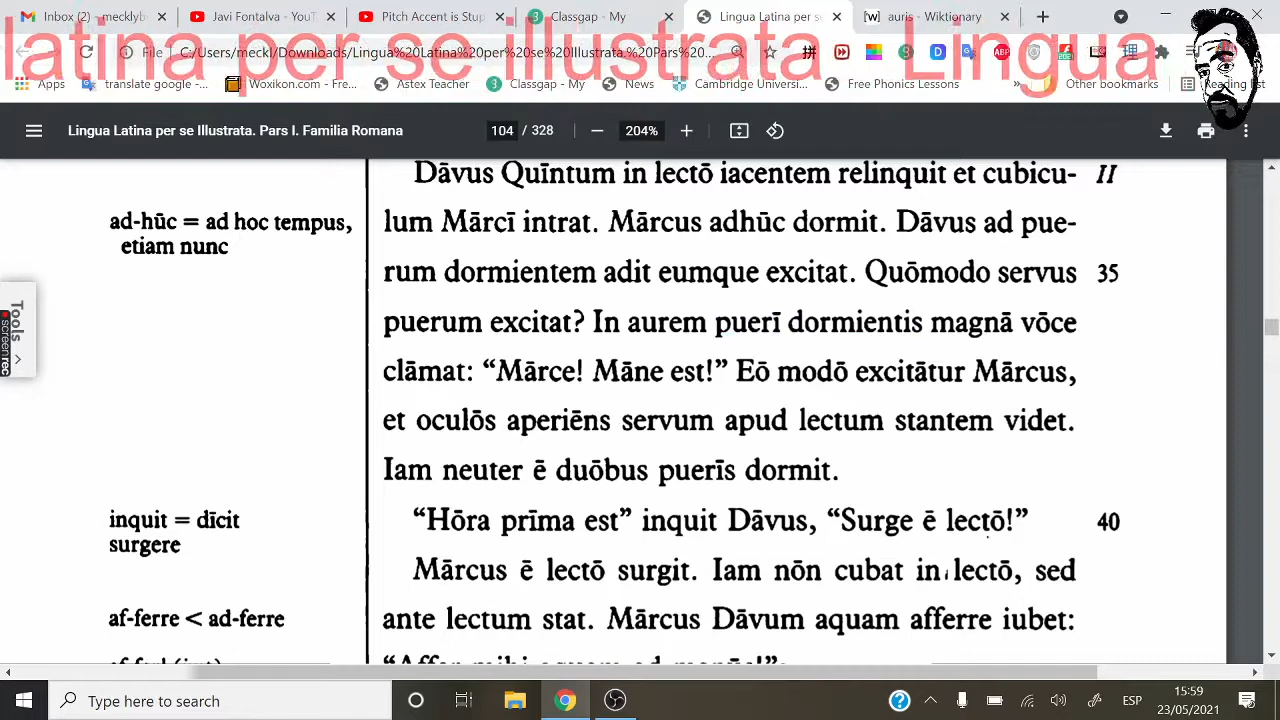 Inbox (2) - meckl
Javi Fontalva - You
Pitch Accent is Stup
Classgap - My
Lingua Latina per se
auris - Wiktionary
File C:/Users/meckl/Downloads/Lingua%20Latina%20per%20se%20Illustrata.%20Pars%20...
latina per se illustrata Lingua
translate google
Woxikon.com / Free
Astex Teacher
Classgap - My
News
Cambridge Universi...
Free Phonics Lessons
»
Other bookmarks
Reading list
Lingua Latina per se Illustrata. Pars I. Familia Romana
104 / 328
204%
Dāvus Quīntum in lectō iacentem relinquit et cubicu- II
ad-hūc = ad hoc tempus,
etiam nunc
lum Mārcī intrat. Mārcus adhūc dormit. Dāvus ad pue-
rum dormientem adit eumque excitat. Quōmodo servus 35
puerum excitat? In aurem puerī dormientis magnā vōce
clāmat: “Mārce! Māne est!” Eō modō excitātur Mārcus,
et oculōs aperiēns servum apud lectum stantem videt.
Iam neuter ē duōbus puerīs dormit.
inquit = dīcit
surgere
“Hōra prīma est” inquit Dāvus, “Surge ē lectō!” 40
Mārcus ē lectō surgit. Iam nōn cubat in lectō, sed
af-ferre < ad-ferre
ante lectum stat. Mārcus Dāvum aquam afferre iubet:
Tools
screenrec
Type here to search
ESP
15:59
23/05/2021